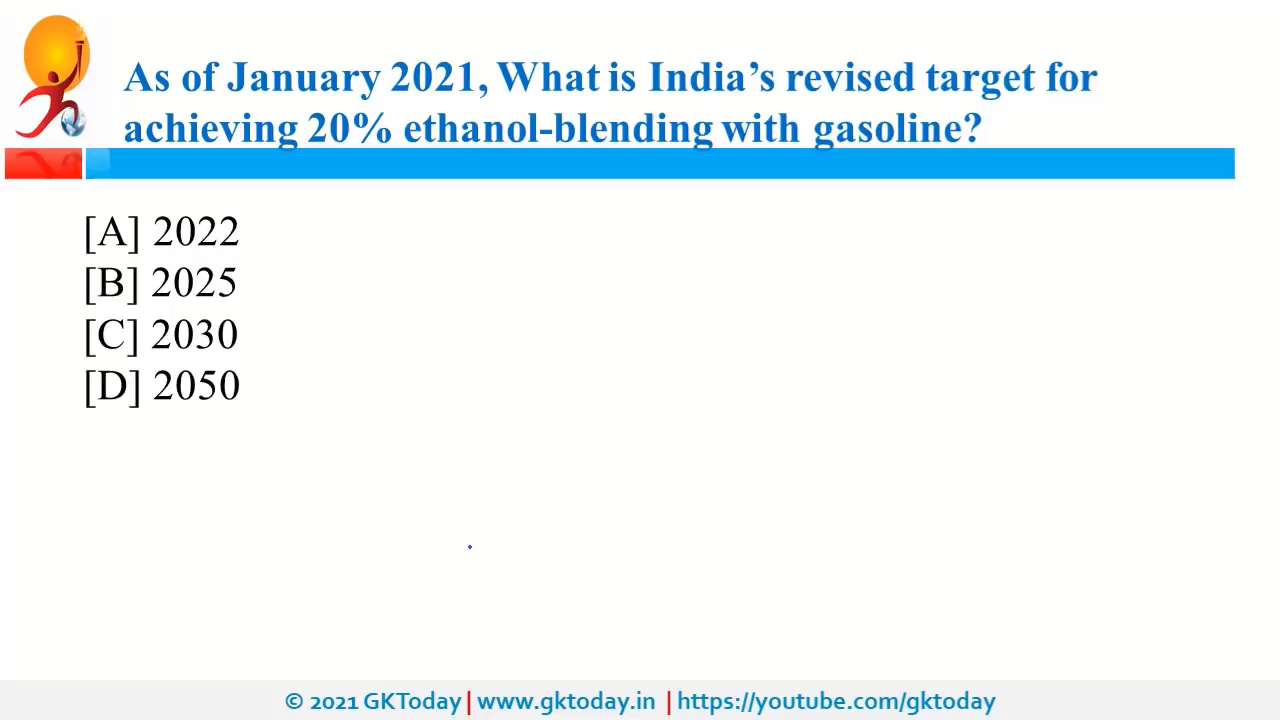 As of January 2021, What is India's revised target for
achieving 20% ethanol-blending with gasoline?
[A] 2022
[B] 2025
[C] 2030
[D] 2050
© 2021 GKToday | www.gktoday.in | https://youtube.com/gktoday